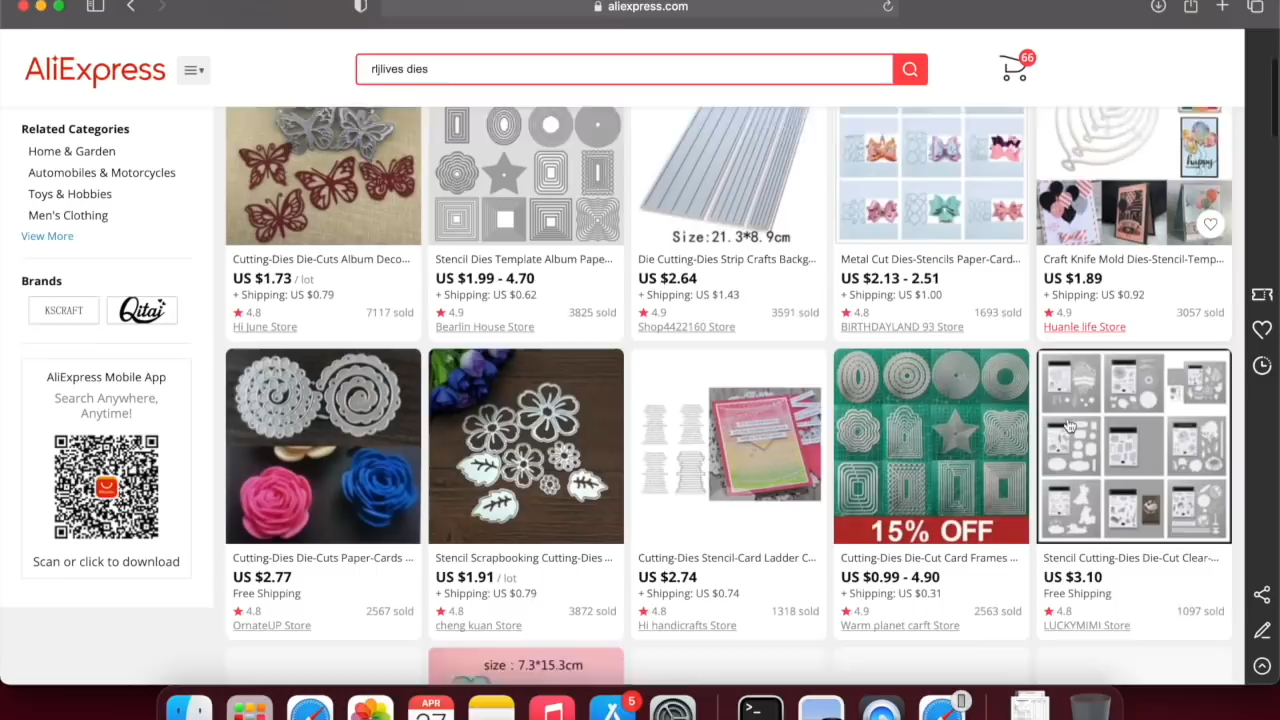 aliexpress.com
AliExpress
rljlives dies
66
Related Categories
Home & Garden
Automobiles & Motorcycles
Toys & Hobbies
Men's Clothing
View More
Brands
KSCRAFT
Qitai
AliExpress Mobile App
Search Anywhere,
Anytime!
Scan or click to download
Size:21.3*8.9cm
happy
Cutting-Dies Die-Cuts Album Deco...
US $1.73 / lot
+ Shipping: US $0.79
4.8 7117 sold
Hi June Store
Stencil Dies Template Album Pape...
US $1.99 - 4.70
+ Shipping: US $0.62
4.9 3825 sold
Bearlin House Store
Die Cutting-Dies Strip Crafts Backg...
US $2.64
+ Shipping: US $1.43
4.9 3591 sold
Shop4422160 Store
Metal Cut Dies-Stencils Paper-Card...
US $2.13 - 2.51
+ Shipping: US $1.00
4.8 1693 sold
BIRTHDAYLAND 93 Store
Craft Knife Mold Dies-Stencil-Temp...
US $1.89
+ Shipping: US $0.92
4.9 3057 sold
Huanle life Store
Cutting-Dies Die-Cuts Paper-Cards ...
US $2.77
Free Shipping
4.8 2567 sold
OrnateUP Store
Stencil Scrapbooking Cutting-Dies ...
US $1.91 / lot
+ Shipping: US $0.79
4.8 3872 sold
cheng kuan Store
Cutting-Dies Stencil-Card Ladder C...
US $2.74
+ Shipping: US $0.74
4.8 1318 sold
Hi handicrafts Store
15% OFF
Cutting-Dies Die-Cut Card Frames ...
US $0.99 - 4.90
+ Shipping: US $0.31
4.9 2563 sold
Warm planet carft Store
Stencil Cutting-Dies Die-Cut Clear-...
US $3.10
Free Shipping
4.8 1097 sold
LUCKYMIMI Store
size : 7.3*15.3cm
APR
27
5